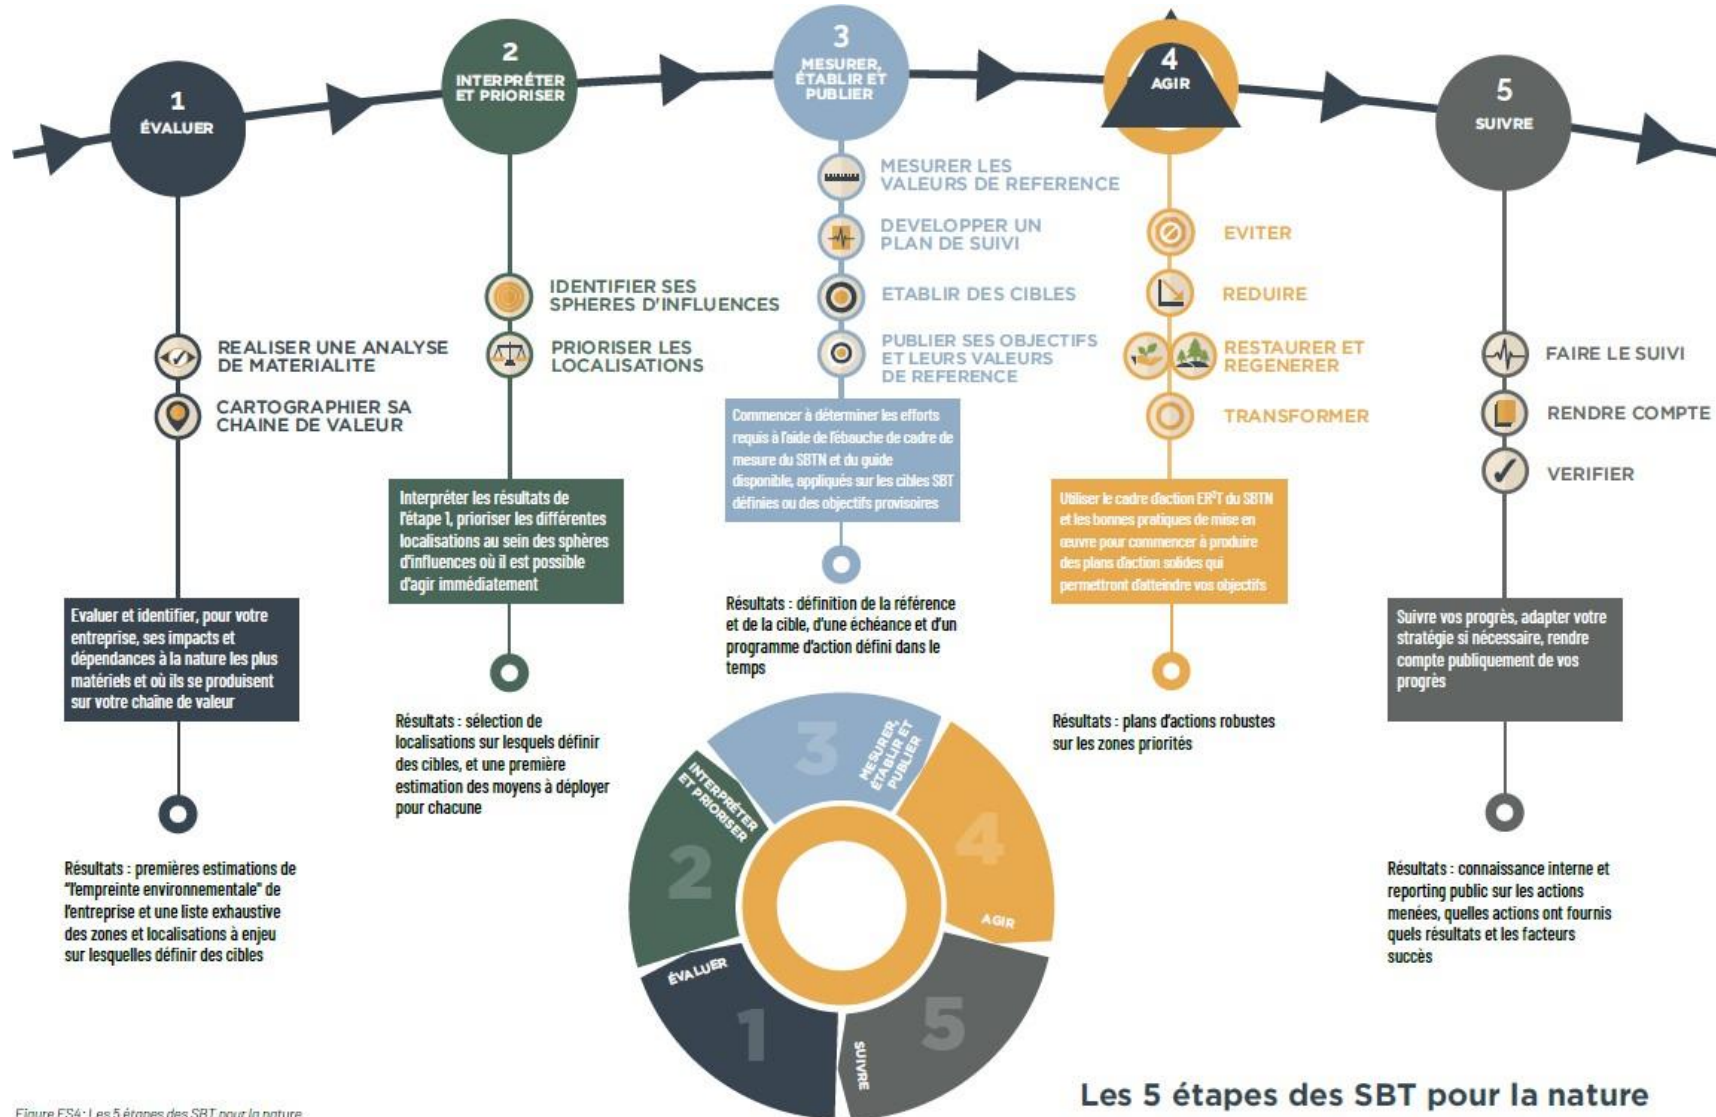 1
ÉVALUER
REALISER UNE ANALYSE
DE MATERIALITE
CARTOGRAPHIER SA
CHAINE DE VALEUR
Evaluer et identifier, pour votre
entreprise, ses impacts et
dépendances à la nature les plus
matériels et où ils se produisent
sur votre chaîne de valeur
Résultats : premières estimations de
"l'empreinte environnementale" de
l'entreprise et une liste exhaustive
des zones et localisations à enjeu
sur lesquelles définir des cibles
2
INTERPRÉTER
ET PRIORISER
IDENTIFIER SES
SPHERES D'INFLUENCES
PRIORISER LES
LOCALISATIONS
Interpréter les résultats de
l'étape 1, prioriser les différentes
localisations au sein des sphères
d'influences où il est possible
d'agir immédiatement
Résultats : sélection de
localisations sur lesquels définir
des cibles, et une première
estimation des moyens à déployer
pour chacune
3
MESURER,
ÉTABLIR ET
PUBLIER
MESURER LES
VALEURS DE REFERENCE
DEVELOPPER UN
PLAN DE SUIVI
ETABLIR DES CIBLES
PUBLIER SES OBJECTIFS
ET LEURS VALEURS
DE REFERENCE
Commencer à déterminer les efforts
requis à l'aide de l'ébauche de cadre de
mesure du SBTN et du guide
disponible, appliqués sur les cibles SBT
définies ou des objectifs provisoires
Résultats : définition de la référence
et de la cible, d'une échéance et d'un
programme d'action défini dans le
temps
4
AGIR
EVITER
REDUIRE
RESTAURER ET
REGENERER
TRANSFORMER
Utiliser le cadre d'action ER²T du SBTN
et les bonnes pratiques de mise en
œuvre pour commencer à produire
des plans d'action solides qui
permettront d'atteindre vos objectifs
Résultats : plans d'actions robustes
sur les zones priorités
5
SUIVRE
FAIRE LE SUIVI
RENDRE COMPTE
VERIFIER
Suivre vos progrès, adapter votre
stratégie si nécessaire, rendre
compte publiquement de vos
progrès
Résultats : connaissance interne et
reporting public sur les actions
menées, quelles actions ont fournis
quels résultats et les facteurs
succès
1
ÉVALUER
2
INTERPRÉTER
ET PRIORISER
3
MESURER,
ÉTABLIR ET
PUBLIER
4
AGIR
5
SUIVRE
Les 5 étapes des SBT pour la nature
Figure ES4: Les 5 étapes des SBT pour la nature